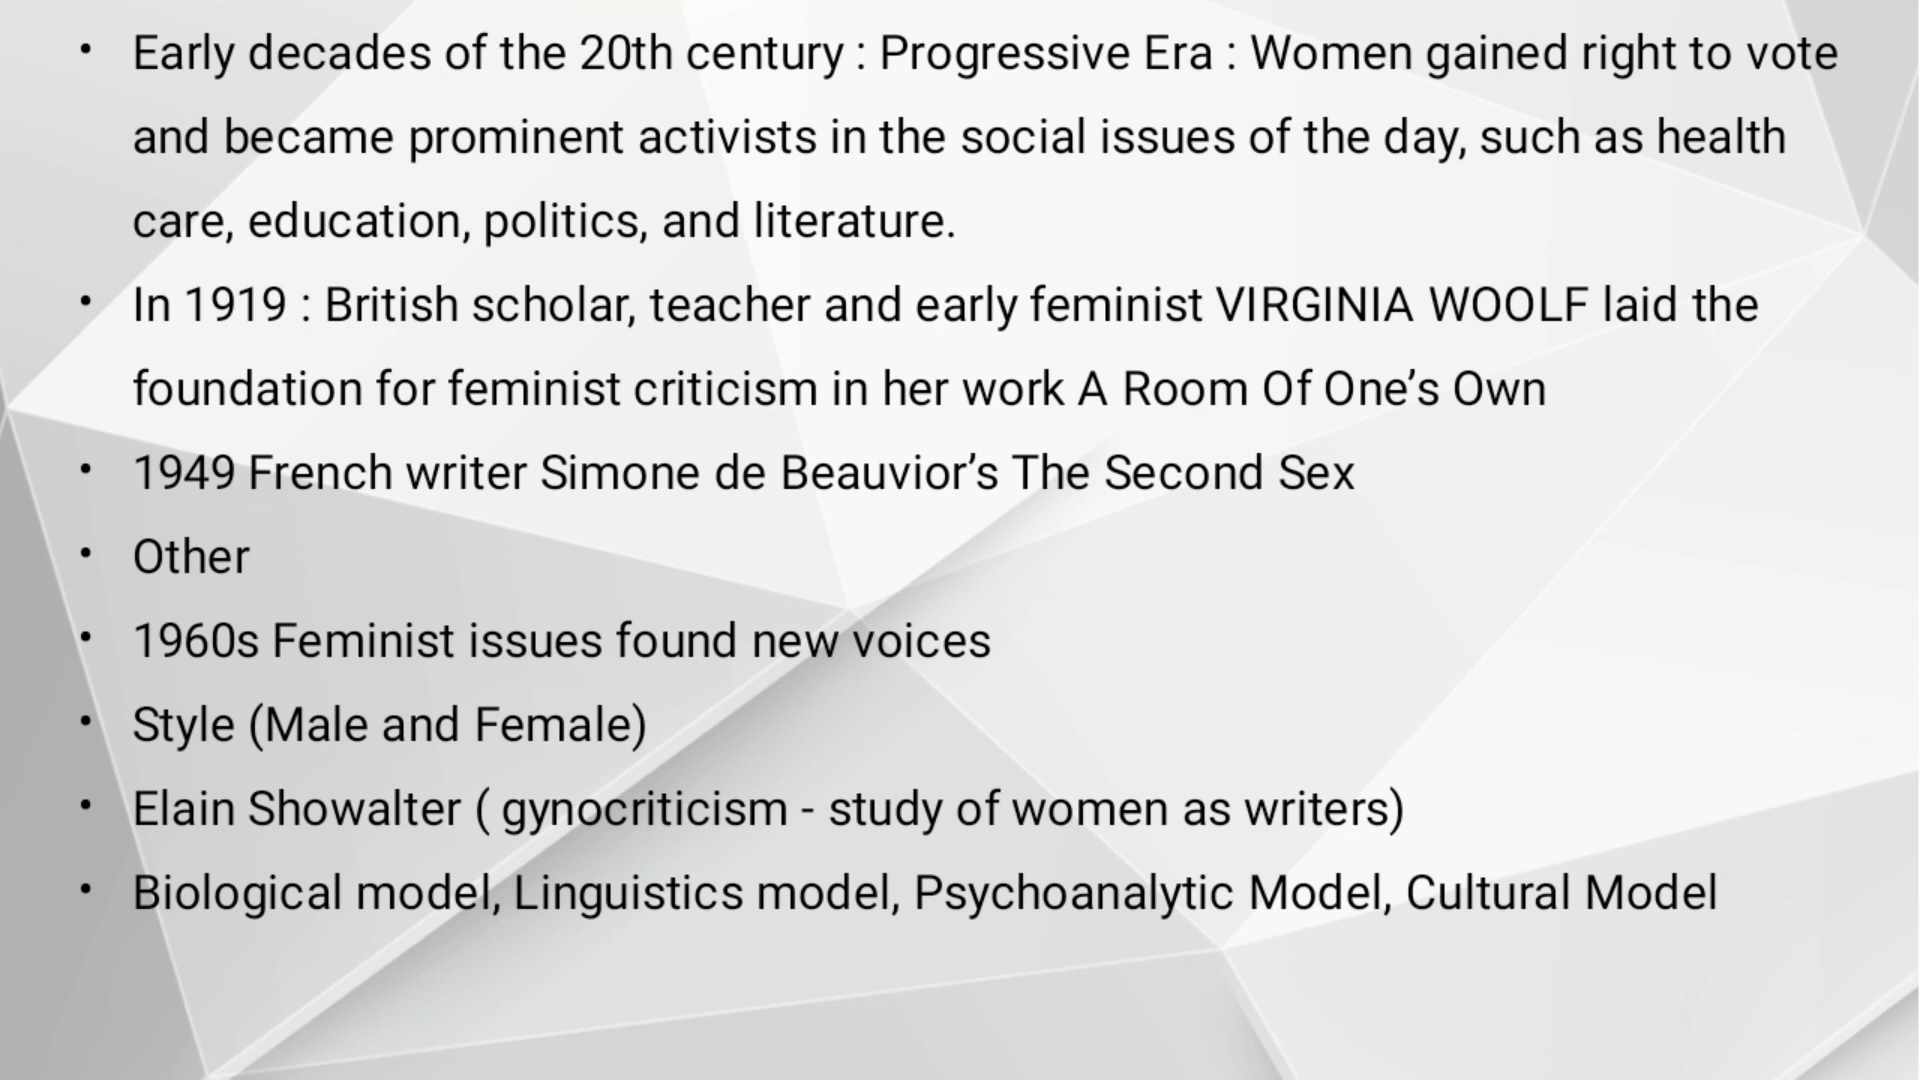 • Early decades of the 20th century : Progressive Era : Women gained right to vote
and became prominent activists in the social issues of the day, such as health
care, education, politics, and literature.
• In 1919 : British scholar, teacher and early feminist VIRGINIA WOOLF laid the
foundation for feminist criticism in her work A Room Of One’s Own
• 1949 French writer Simone de Beauvior’s The Second Sex
• Other
• 1960s Feminist issues found new voices
• Style (Male and Female)
• Elain Showalter ( gynocriticism - study of women as writers)
• Biological model, Linguistics model, Psychoanalytic Model, Cultural Model